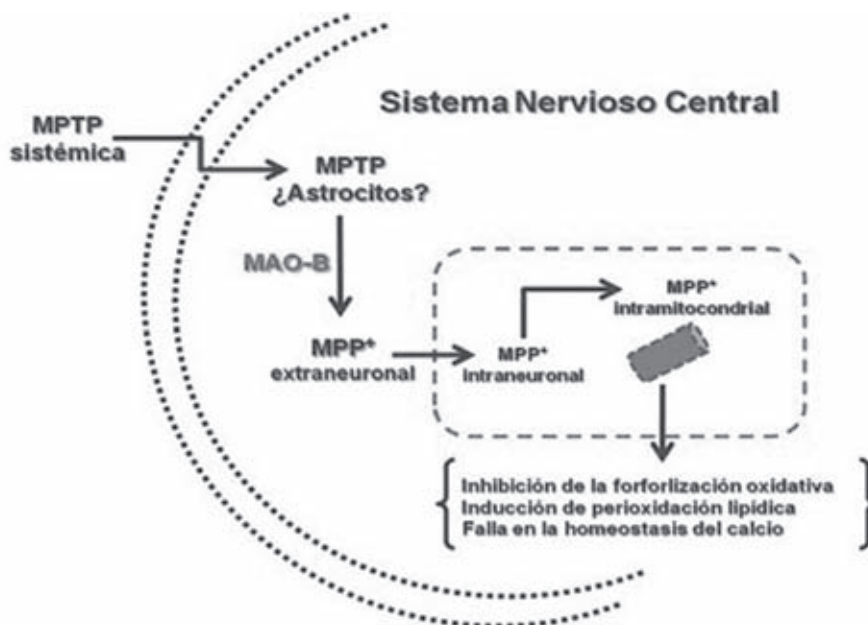 Sistema Nervioso Central
MPTP
sistémica
MPTP
¿Astrocitos?
MAO-B
MPP+
extraneuronal
MPP+
intraneuronal
MPP+
intramitocondrial
Inhibición de la forforlización oxidativa
Inducción de perioxidación lipídica
Falla en la homeostasis del calcio